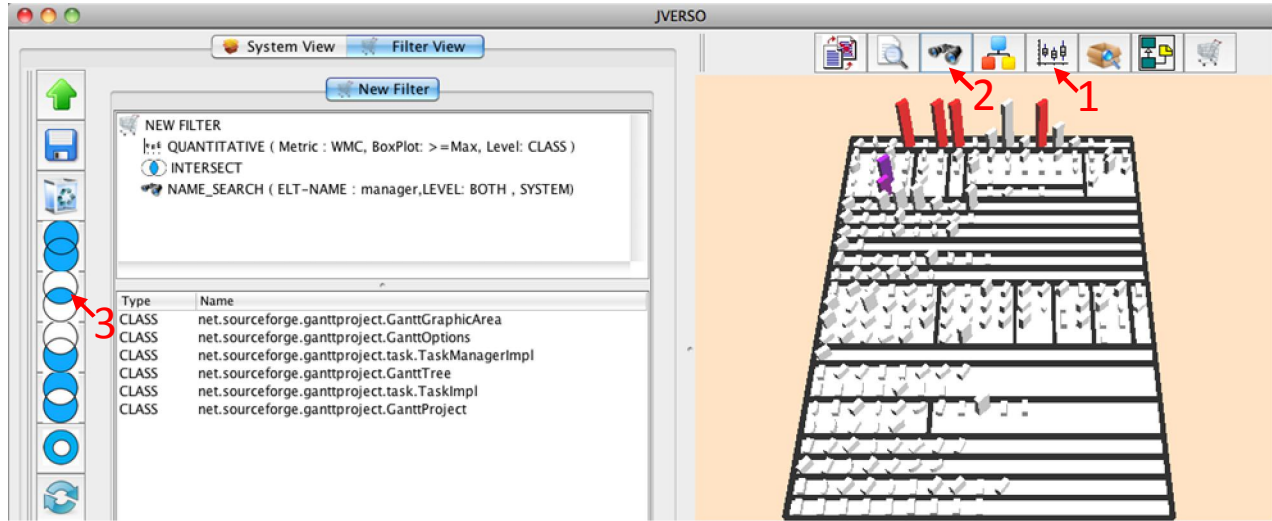 JVERSO
System View Filter View
New Filter
NEW FILTER
QUANTITATIVE ( Metric : WMC, BoxPlot: >=Max, Level: CLASS )
INTERSECT
NAME_SEARCH ( ELT-NAME : manager,LEVEL: BOTH , SYSTEM)
2 1
3
Type Name
CLASS net.sourceforge.ganttproject.GanttGraphicArea
CLASS net.sourceforge.ganttproject.GanttOptions
CLASS net.sourceforge.ganttproject.task.TaskManagerImpl
CLASS net.sourceforge.ganttproject.GanttTree
CLASS net.sourceforge.ganttproject.task.TaskImpl
CLASS net.sourceforge.ganttproject.GanttProject